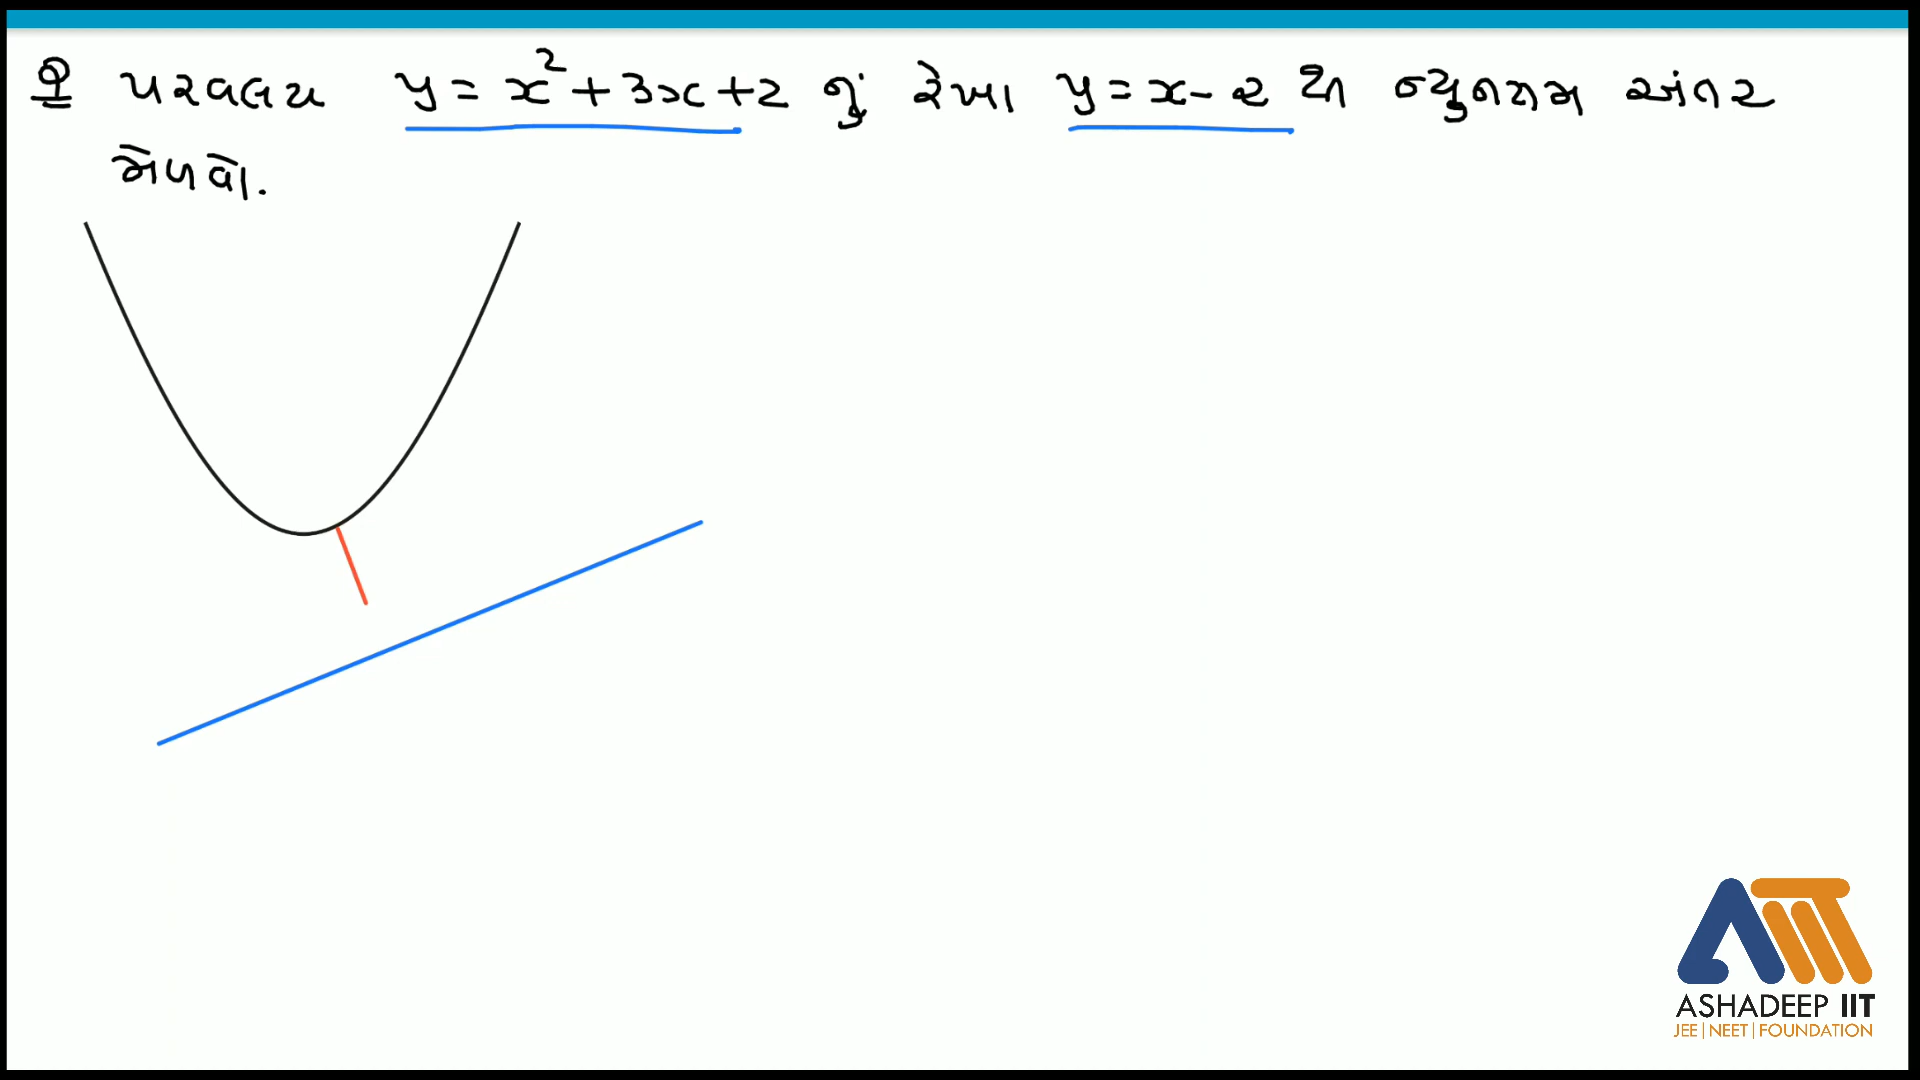 Q પરવલય y = x² + 3x + 2 નું રેખા y = x - 2 થી ન્યુનતમ અંતર
મેળવો.
ASHADEEP IIT
JEE | NEET | FOUNDATION